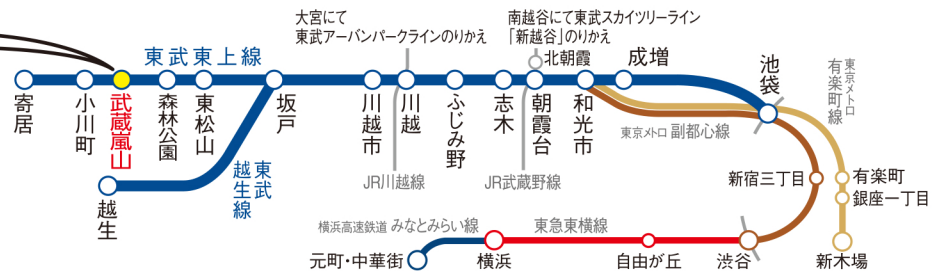 大宮にて
東武アーバンパークラインのりかえ
南越谷にて東武スカイツリーライン
「新越谷」のりかえ
東武東上線
北朝霞
成増
池袋
東京メトロ
有楽町線
寄居
小川町
武蔵嵐山
森林公園
東松山
坂戸
川越市
川越
ふじみ野
志木
朝霞台
和光市
東京メトロ 副都心線
東武
越生線
越生
JR川越線
JR武蔵野線
新宿三丁目
有楽町
銀座一丁目
横浜高速鉄道 みなとみらい線
東急東横線
元町・中華街
横浜
自由が丘
渋谷
新木場